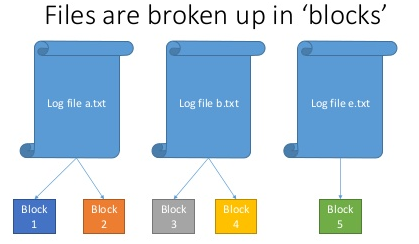 Files are broken up in ‘blocks’
Log file a.txt
Log file b.txt
Log file e.txt
Block
1
Block
2
Block
3
Block
4
Block
5